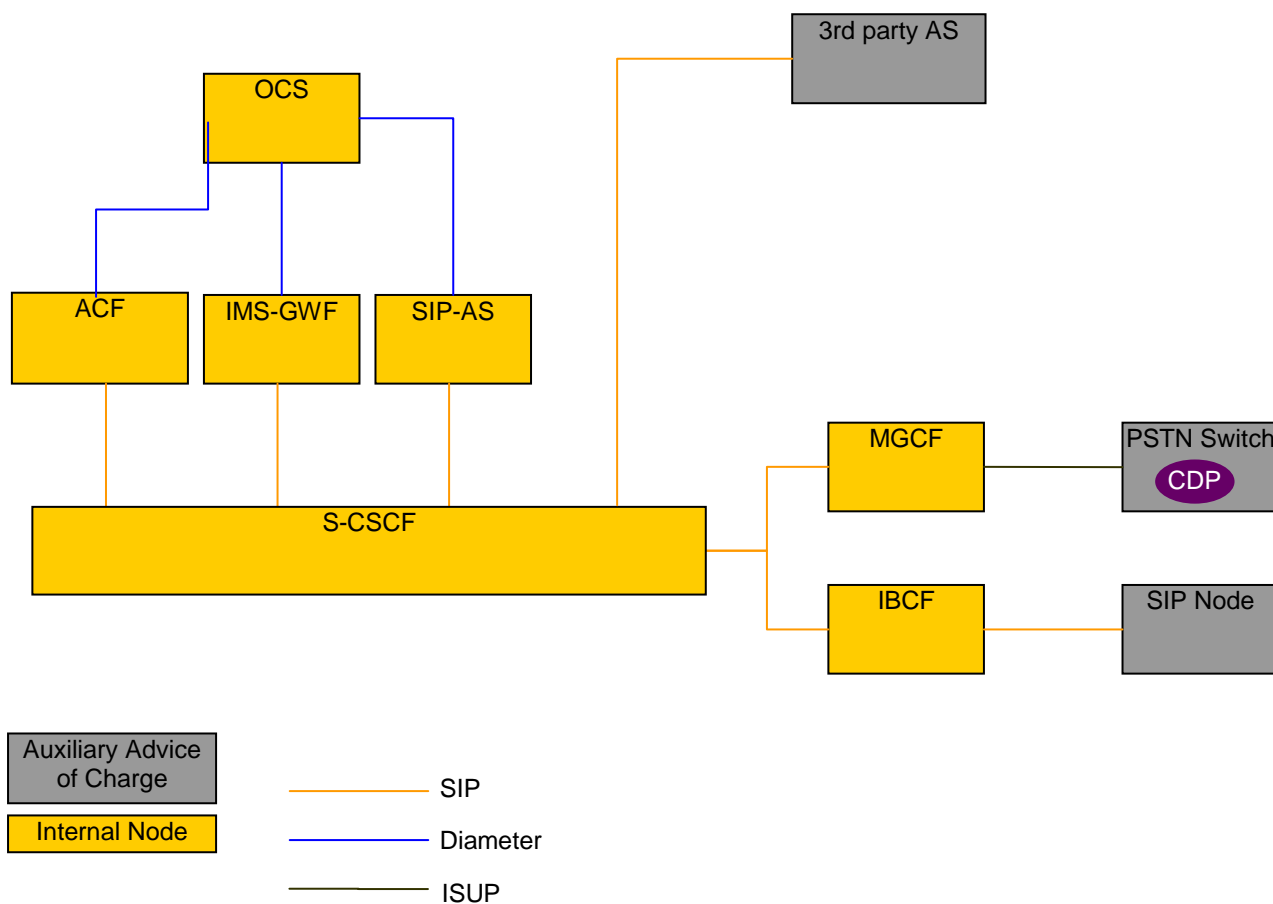 3rd party AS
OCS
ACF
IMS-GWF
SIP-AS
MGCF
PSTN Switch
CDP
S-CSCF
IBCF
SIP Node
Auxiliary Advice
of Charge
SIP
Internal Node
Diameter
ISUP